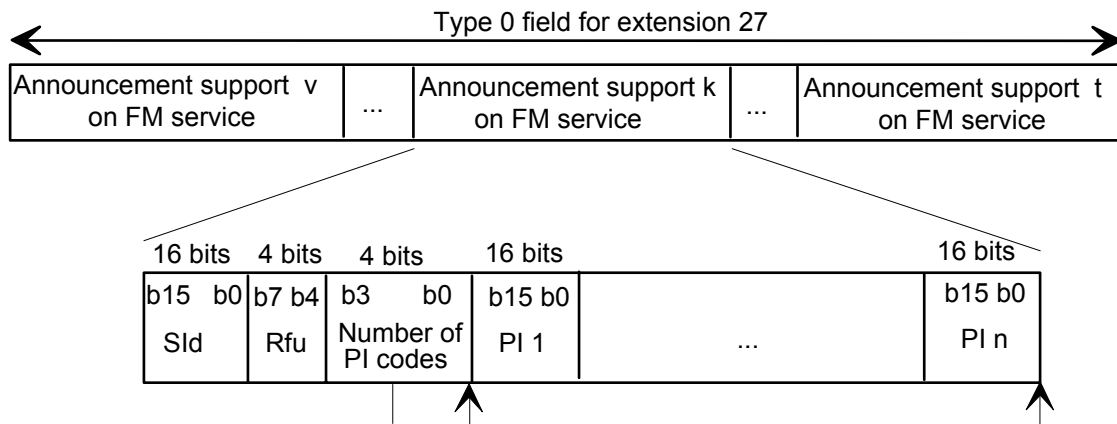 Type 0 field for extension 27
Announcement support v on FM service
...
Announcement support k on FM service
...
Announcement support t on FM service
16 bits 4 bits 4 bits 16 bits 16 bits
b15 b0 b7 b4 b3 b0 b15 b0 b15 b0
SId Rfu Number of PI codes PI 1 ... PI n